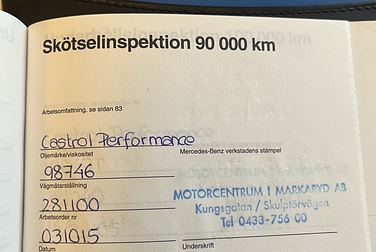 Skötselinspektion 90 000 km
Arbetsomfattning, se sidan 83
Castrol Performance
Oljemärke/viskositet
Mercedes-Benz verkstadens stämpel
98746
Vägmätarställning
MOTORCENTRUM I MARKARYD AB
281100
Kungsgatan / Skulptörvägen
Arbetsorder nr
Tel 0433-756 00
031015
Datum
Underskrift